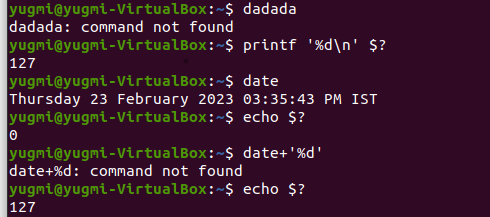 yugmi@yugmi-VirtualBox:~$ dadada
dadada: command not found
yugmi@yugmi-VirtualBox:~$ printf '%d\n' $?
127
yugmi@yugmi-VirtualBox:~$ date
Thursday 23 February 2023 03:35:43 PM IST
yugmi@yugmi-VirtualBox:~$ echo $?
0
yugmi@yugmi-VirtualBox:~$ date+'%d'
date+%d: command not found
yugmi@yugmi-VirtualBox:~$ echo $?
127